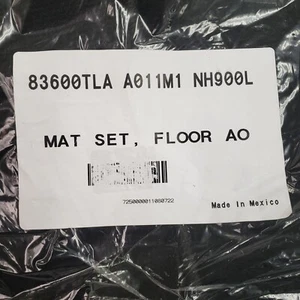 83600TLA A011M1 NH900L
MAT SET, FLOOR AO
7250000011080722
Made In Mexico